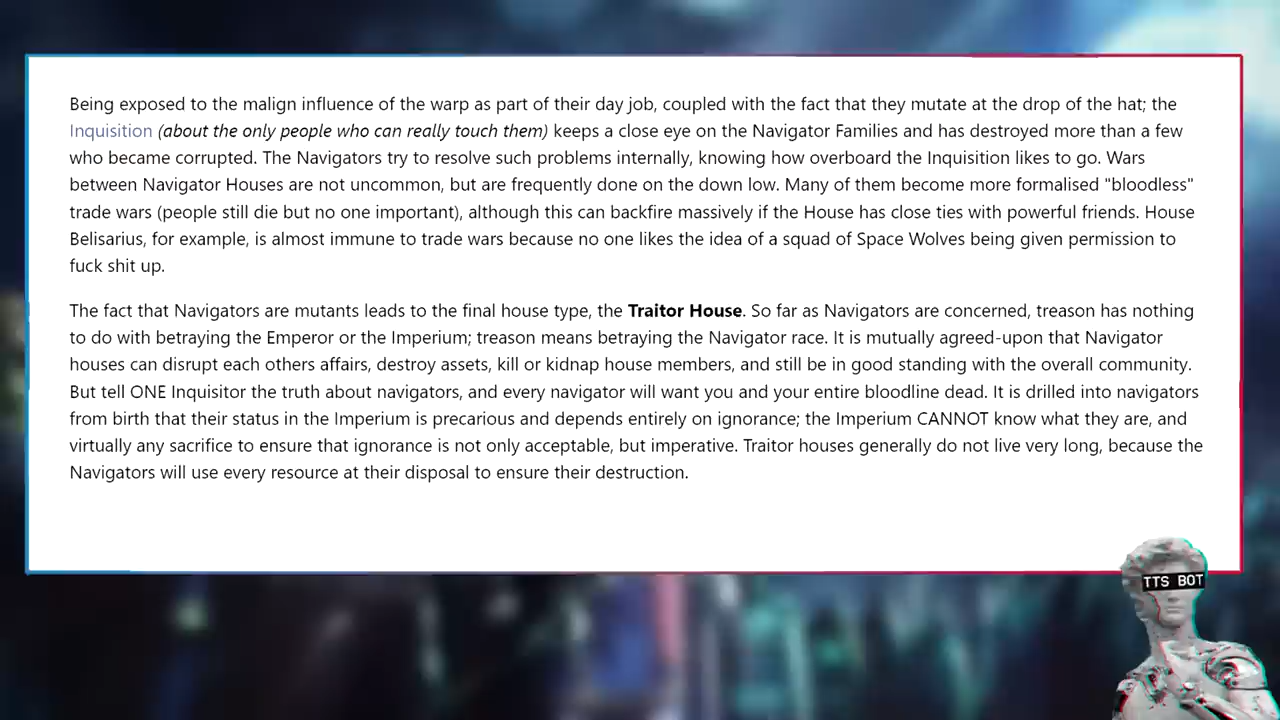 Being exposed to the malign influence of the warp as part of their day job, coupled with the fact that they mutate at the drop of the hat; the
Inquisition (about the only people who can really touch them) keeps a close eye on the Navigator Families and has destroyed more than a few
who became corrupted. The Navigators try to resolve such problems internally, knowing how overboard the Inquisition likes to go. Wars
between Navigator Houses are not uncommon, but are frequently done on the down low. Many of them become more formalised "bloodless"
trade wars (people still die but no one important), although this can backfire massively if the House has close ties with powerful friends. House
Belisarius, for example, is almost immune to trade wars because no one likes the idea of a squad of Space Wolves being given permission to
fuck shit up.
The fact that Navigators are mutants leads to the final house type, the Traitor House. So far as Navigators are concerned, treason has nothing
to do with betraying the Emperor or the Imperium; treason means betraying the Navigator race. It is mutually agreed-upon that Navigator
houses can disrupt each others affairs, destroy assets, kill or kidnap house members, and still be in good standing with the overall community.
But tell ONE Inquisitor the truth about navigators, and every navigator will want you and your entire bloodline dead. It is drilled into navigators
from birth that their status in the Imperium is precarious and depends entirely on ignorance; the Imperium CANNOT know what they are, and
virtually any sacrifice to ensure that ignorance is not only acceptable, but imperative. Traitor houses generally do not live very long, because the
Navigators will use every resource at their disposal to ensure their destruction.
TTS BOT